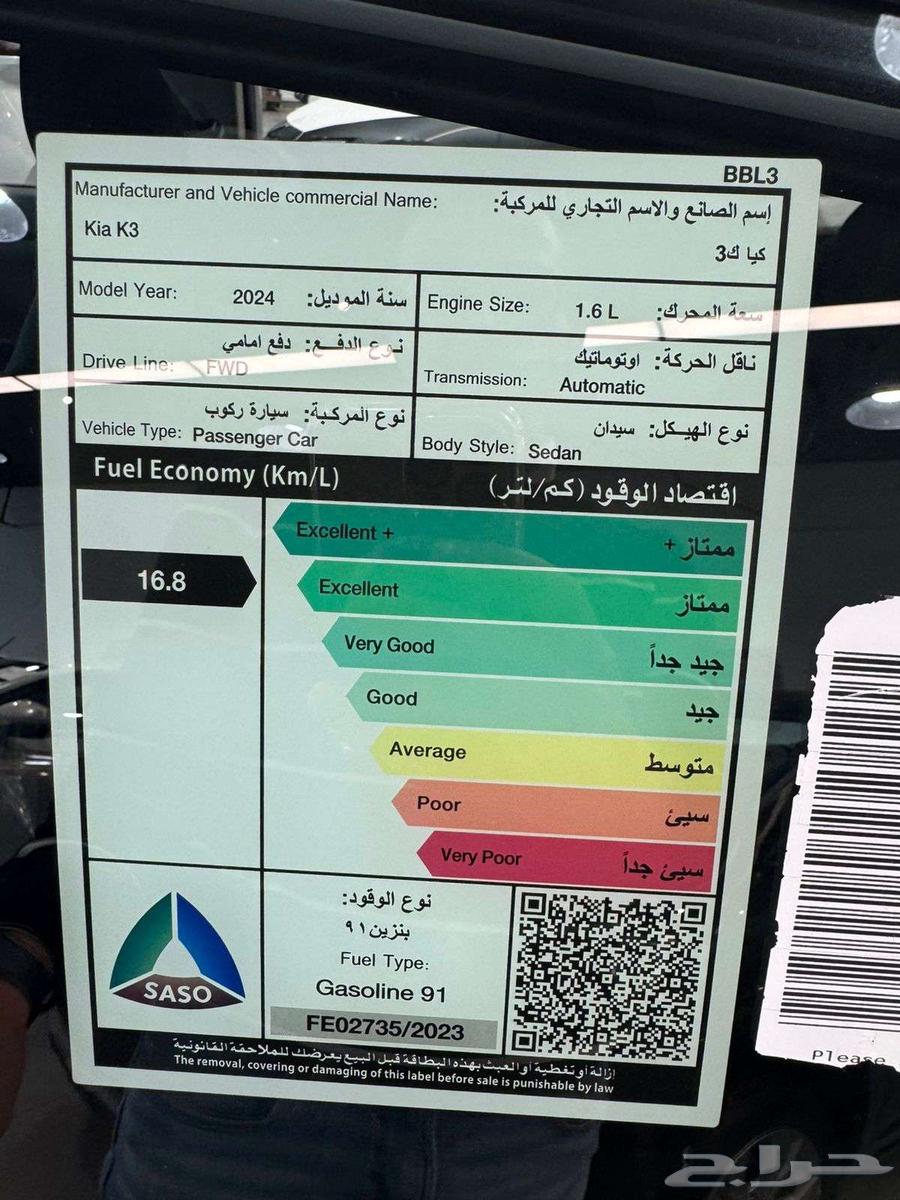 BBL3
Manufacturer and Vehicle commercial Name:
إسم الصانع والاسم التجاري للمركبة:
Kia K3
كيا ك3
Model Year: 2024 سنة الموديل:
Engine Size: 1.6 L سعة المحرك:
نـوع الدفـع: دفع امامي
Drive Line: FWD
ناقل الحركة: اوتوماتيك
Transmission: Automatic
نوع المركـبة: سيارة ركوب
Vehicle Type: Passenger Car
نوع الهيـكل: سيدان
Body Style: Sedan
Fuel Economy (Km/L)
اقتصاد الوقود (كم/لتر)
Excellent + ممتاز +
16.8
Excellent ممتاز
Very Good جيد جداً
Good جيد
Average متوسط
Poor سيئ
Very Poor سيئ جداً
نوع الوقود:
بنزين ٩١
Fuel Type:
Gasoline 91
FE02735/2023
SASO
إزالة أو تغطية أو العبث بهذه البطاقة قبل البيع يعرضك للملاحقة القانونية
The removal, covering or damaging of this label before sale is punishable by law
Please
حراج